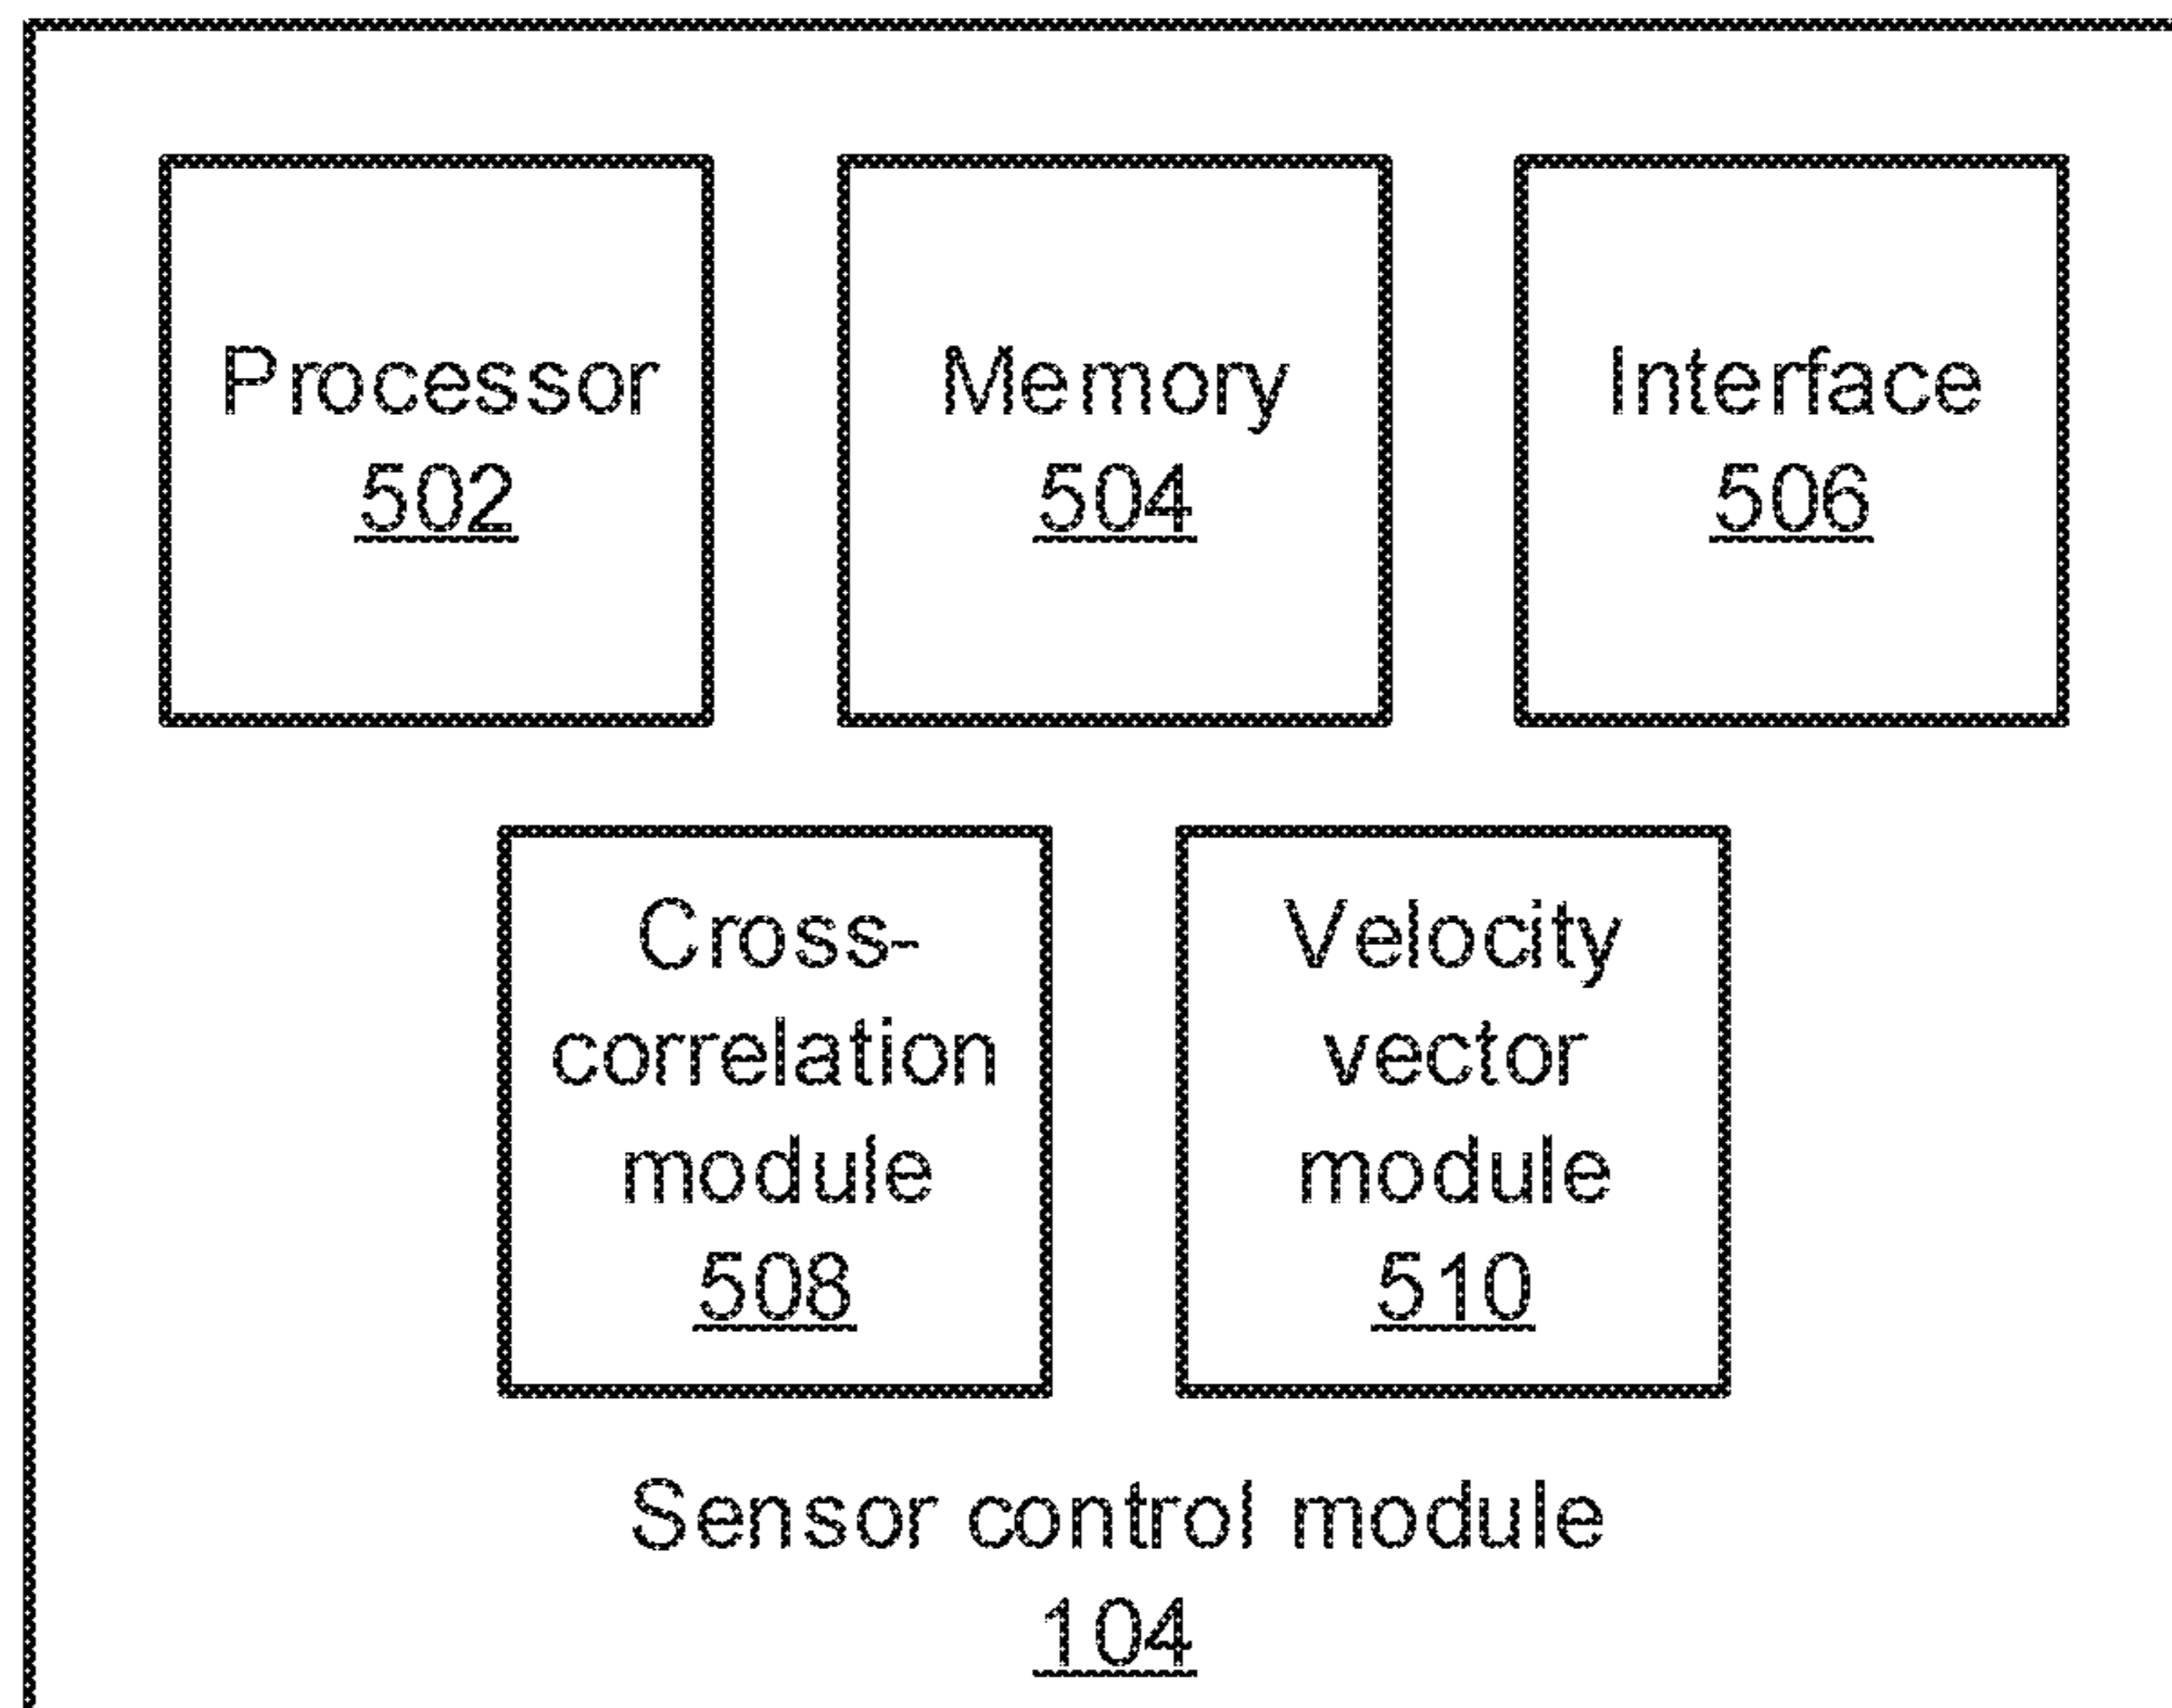 Processor
502
Memory
504
Interface
506
Cross-
correlation
module
508
Velocity
vector
module
510
Sensor control module
104